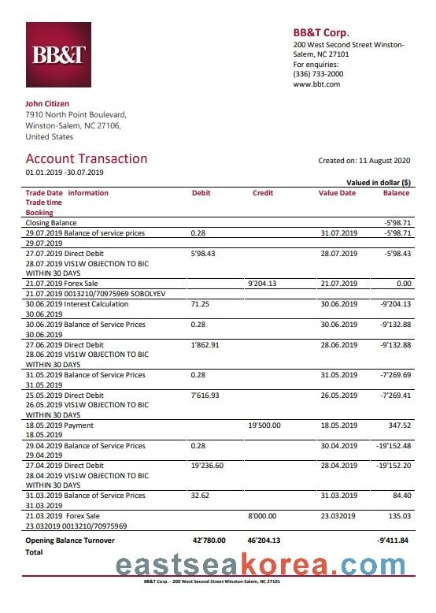 BB&T
BB&T Corp.
200 West Second Street Winston-
Salem, NC 27101
For enquiries:
(336) 733-2000
www.bbt.com
John Citizen
7910 North Point Boulevard,
Winston-Salem, NC 27106,
United States
Account Transaction
Created on: 11 August 2020
01.01.2019 -30.07.2019
Valued in dollar ($)
Trade Date information Debit Credit Value Date Balance
Trade time
Booking
Closing Balance -5'98.71
29.07.2019 Balance of service prices 0.28 31.07.2019 -5'98.71
29.07.2019
27.07.2019 Direct Debit 5'98.43 28.07.2019 -5'98.43
28.07.2019 VIS1W OBJECTION TO BIC
WITHIN 30 DAYS
21.07.2019 Forex Sale 9'204.13 21.07.2019 0.00
21.07.2019 0013210/70975969 SOBOLYEV
30.06.2019 Interest Calculation 71.25 30.06.2019 -9'204.13
30.06.2019
30.06.2019 Balance of Service Prices 0.28 30.06.2019 -9'132.88
30.06.2019
27.06.2019 Direct Debit 1'862.91 28.06.2019 -9'132.88
28.06.2019 VIS1W OBJECTION TO BIC
WITHIN 30 DAYS
31.05.2019 Balance of Service Prices 0.28 31.05.2019 -7'269.69
31.05.2019
25.05.2019 Direct Debit 7'616.93 26.05.2019 -7'269.41
26.05.2019 VIS1W OBJECTION TO BIC
WITHIN 30 DAYS
18.05.2019 Payment 19'500.00 18.05.2019 347.52
18.05.2019
29.04.2019 Balance of Service Prices 0.28 30.04.2019 -19'152.48
29.04.2019
27.04.2019 Direct Debit 19'236.60 28.04.2019 -19'152.20
28.04.2019 VIS1W OBJECTION TO BIC
WITHIN 30 DAYS
31.03.2019 Balance of Service Prices 32.62 31.03.2019 84.40
31.03.2019
21.03.2019 Forex Sale 8'000.00 23.032019 135.03
23.032019 0013210/70975969
Opening Balance Turnover 42'780.00 46'204.13 -9'411.84
Total
eastseakorea.com
BB&T Corp. - 200 West Second Street Winston-Salem, NC 27101